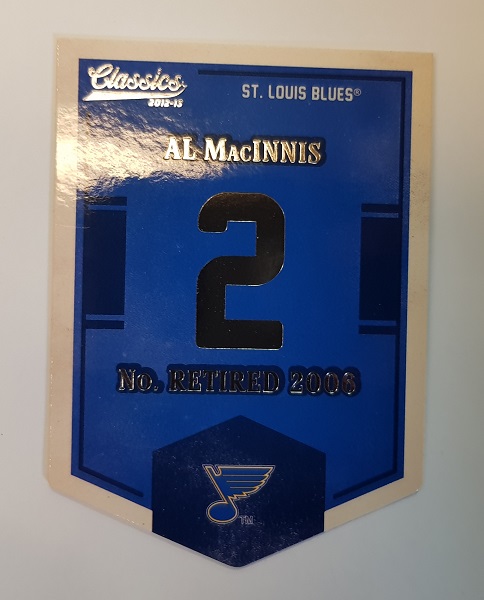 Classics
2012-13
ST. LOUIS BLUES®
AL MACINNIS
2
No. RETIRED 2006
TM